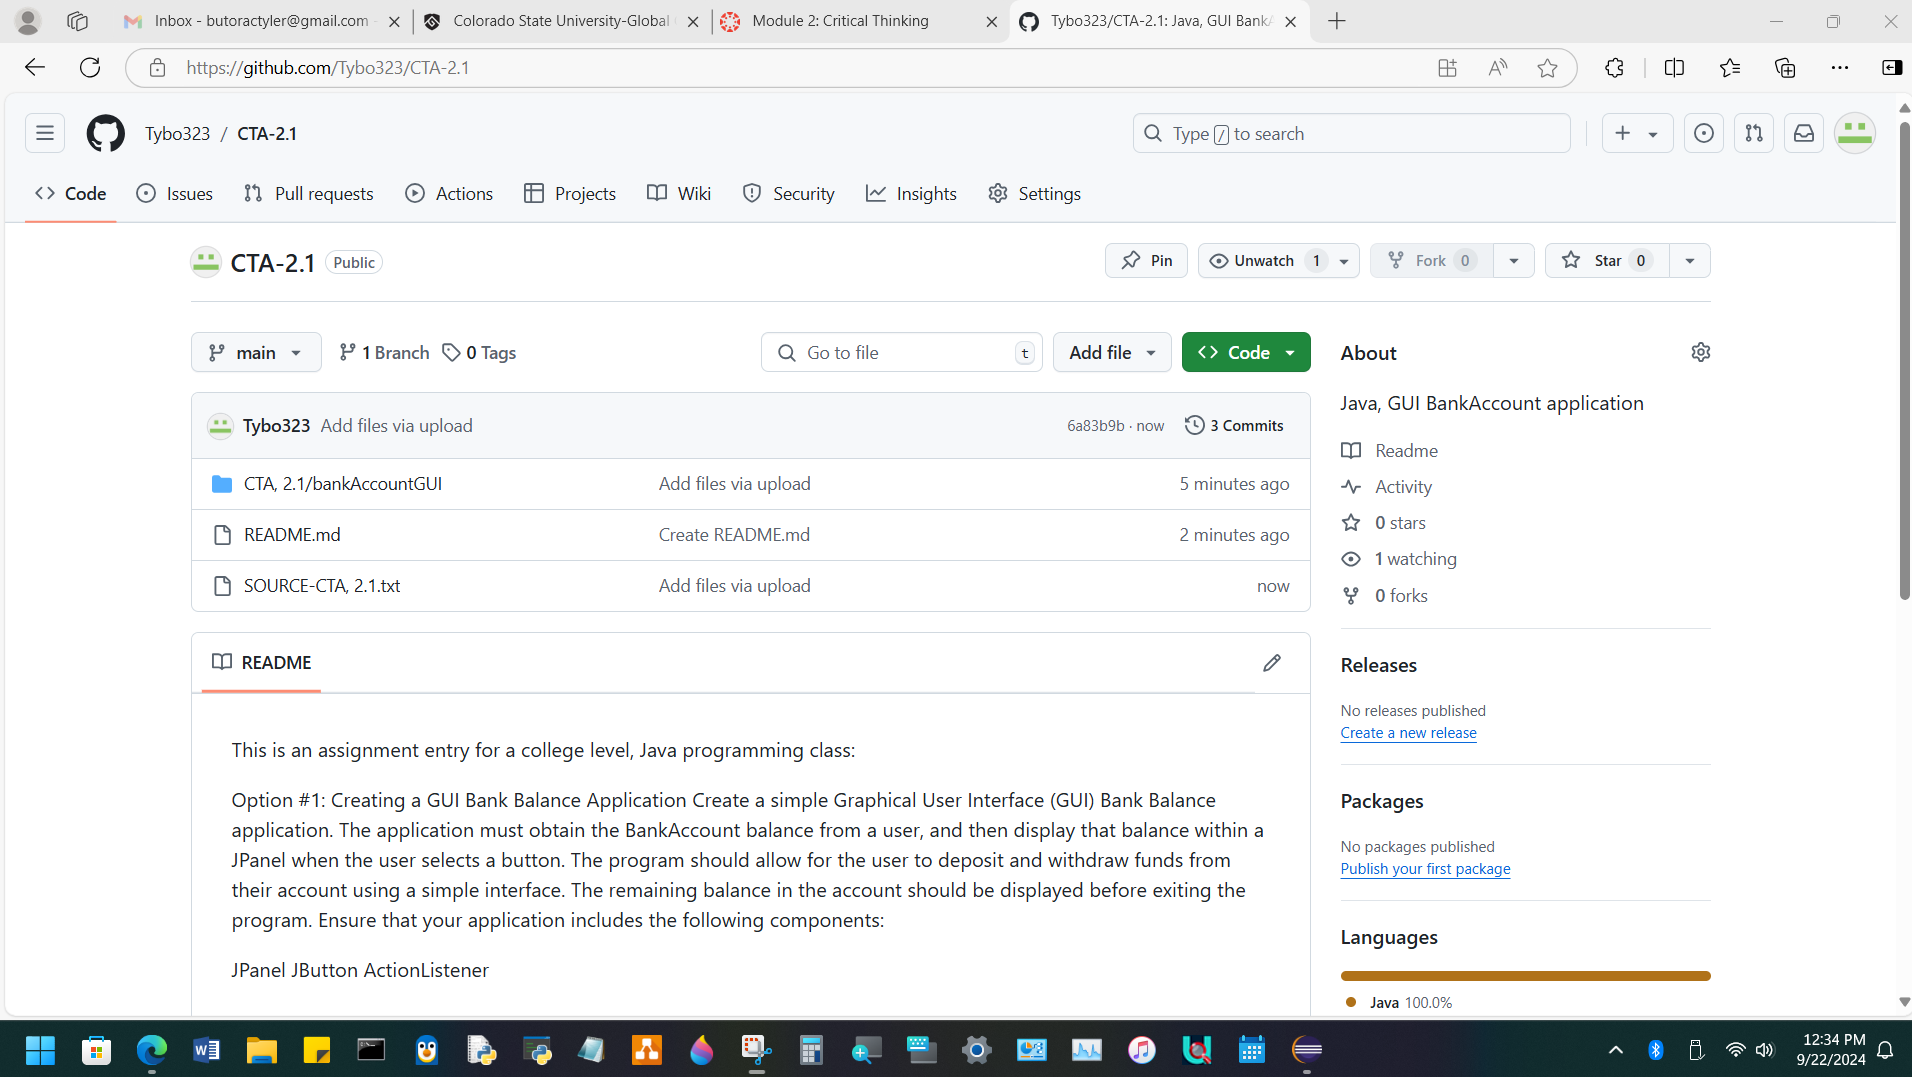 Inbox - butoractyler@gmail.com -
Colorado State University-Global
Module 2: Critical Thinking
Tybo323/CTA-2.1: Java, GUI BankA
https://github.com/Tybo323/CTA-2.1
Tybo323 / CTA-2.1
Type / to search
Code Issues Pull requests Actions Projects Wiki Security Insights Settings
CTA-2.1 Public
Pin Unwatch 1 Fork 0 Star 0
main 1 Branch 0 Tags Go to file t Add file Code
Tybo323 Add files via upload 6a83b9b · now 3 Commits
CTA, 2.1/bankAccountGUI Add files via upload 5 minutes ago
README.md Create README.md 2 minutes ago
SOURCE-CTA, 2.1.txt Add files via upload now
README
This is an assignment entry for a college level, Java programming class:
Option #1: Creating a GUI Bank Balance Application Create a simple Graphical User Interface (GUI) Bank Balance
application. The application must obtain the BankAccount balance from a user, and then display that balance within a
JPanel when the user selects a button. The program should allow for the user to deposit and withdraw funds from
their account using a simple interface. The remaining balance in the account should be displayed before exiting the
program. Ensure that your application includes the following components:
JPanel JButton ActionListener
About
Java, GUI BankAccount application
Readme
Activity
0 stars
1 watching
0 forks
Releases
No releases published
Create a new release
Packages
No packages published
Publish your first package
Languages
Java 100.0%
12:34 PM
9/22/2024